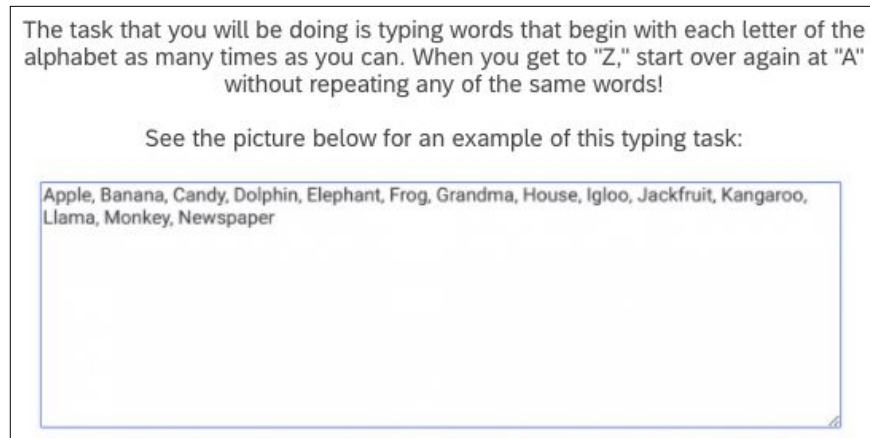 The task that you will be doing is typing words that begin with each letter of the
alphabet as many times as you can. When you get to "Z," start over again at "A"
without repeating any of the same words!
See the picture below for an example of this typing task:
Apple, Banana, Candy, Dolphin, Elephant, Frog, Grandma, House, Igloo, Jackfruit, Kangaroo,
Llama, Monkey, Newspaper